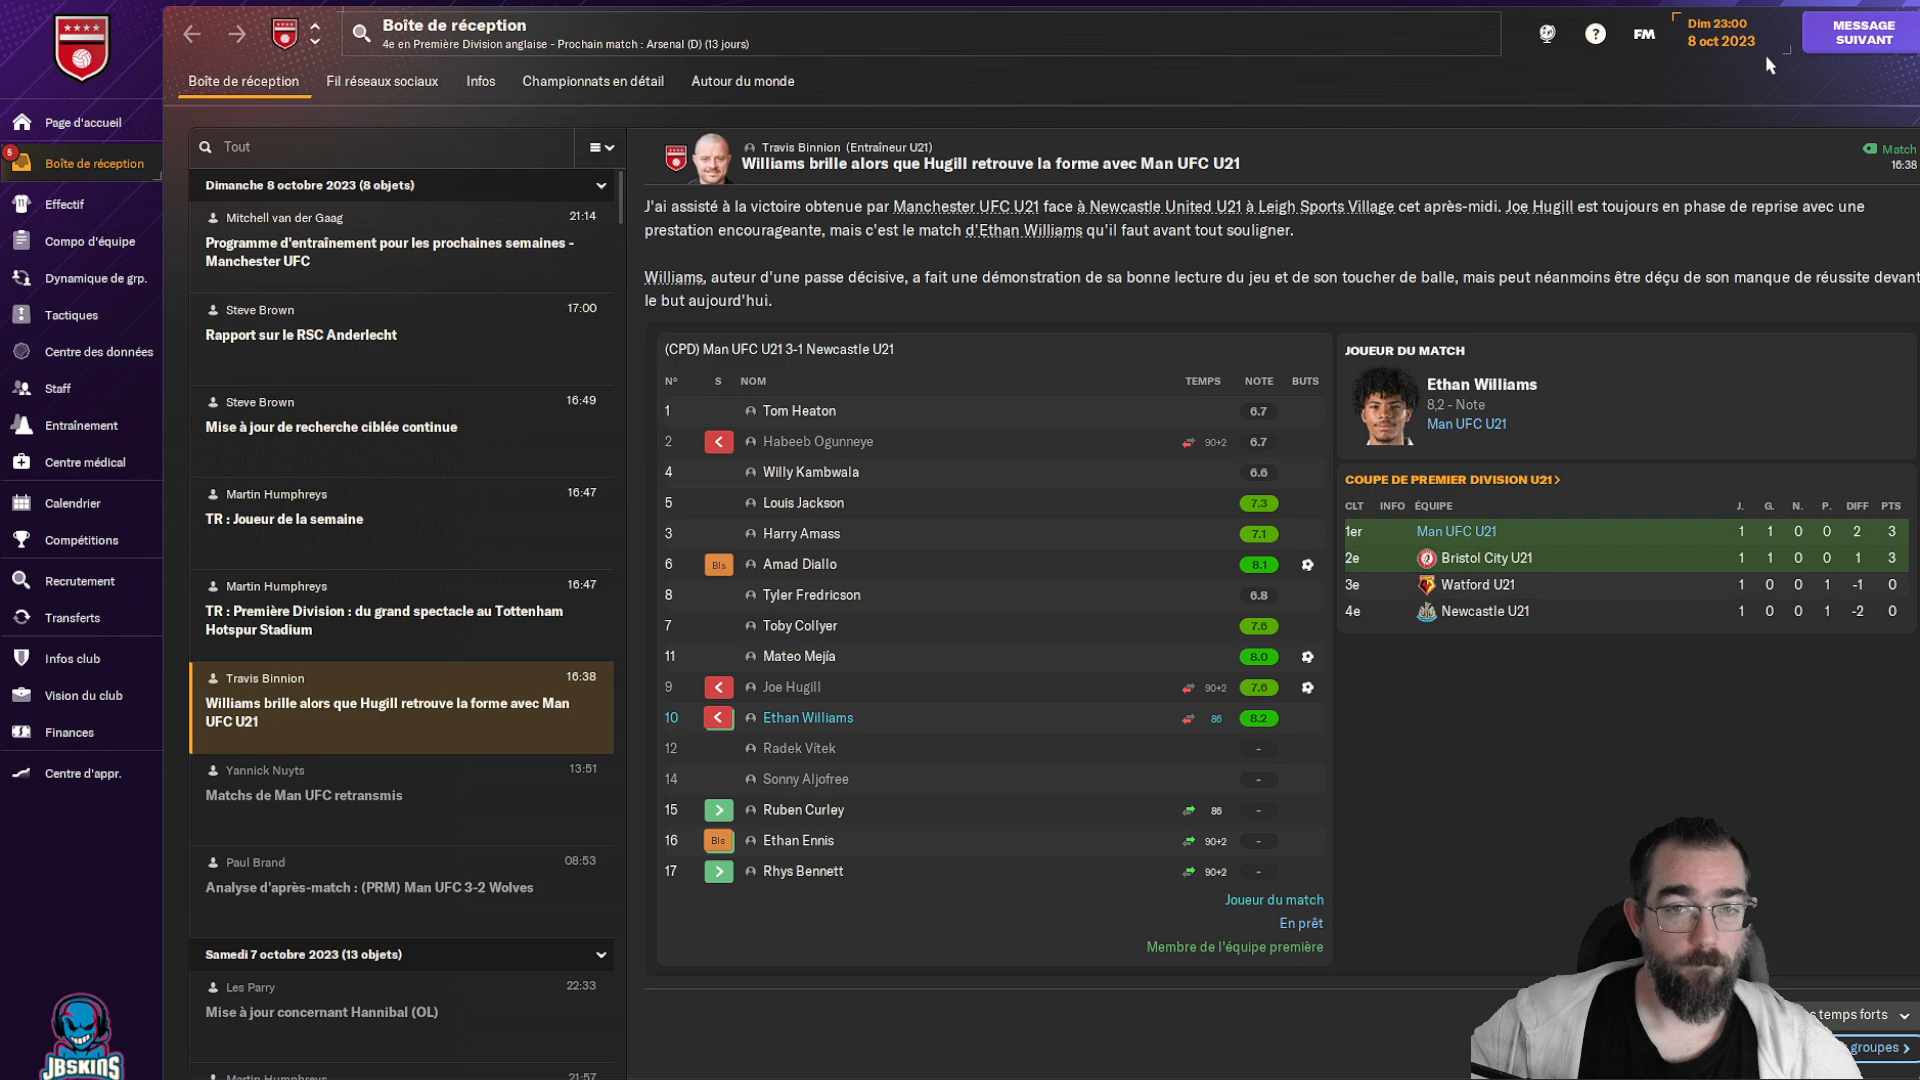 Boîte de réception
4e en Première Division anglaise - Prochain match : Arsenal (D) (13 jours)
?
FM
Dim 23:00
8 oct 2023
MESSAGE
SUIVANT
Boîte de réception
Fil réseaux sociaux
Infos
Championnats en détail
Autour du monde
Page d'accueil
5
Boîte de réception
Effectif
Compo d'équipe
Dynamique de grp.
Tactiques
Centre des données
Staff
Entraînement
Centre médical
Calendrier
Compétitions
Recrutement
Transferts
Infos club
Vision du club
Finances
Centre d'appr.
JBSKINS
Tout
Dimanche 8 octobre 2023 (8 objets)
Mitchell van der Gaag 21:14
Programme d'entraînement pour les prochaines semaines -
Manchester UFC
Steve Brown 17:00
Rapport sur le RSC Anderlecht
Steve Brown 16:49
Mise à jour de recherche ciblée continue
Martin Humphreys 16:47
TR : Joueur de la semaine
Martin Humphreys 16:47
TR : Première Division : du grand spectacle au Tottenham
Hotspur Stadium
Travis Binnion 16:38
Williams brille alors que Hugill retrouve la forme avec Man
UFC U21
Yannick Nuyts 13:51
Matchs de Man UFC retransmis
Paul Brand 08:53
Analyse d'après-match : (PRM) Man UFC 3-2 Wolves
Samedi 7 octobre 2023 (13 objets)
Les Parry 22:33
Mise à jour concernant Hannibal (OL)
Martin Humphreys 21:57
Travis Binnion (Entraîneur U21)
Williams brille alors que Hugill retrouve la forme avec Man UFC U21
Match
16:38
J'ai assisté à la victoire obtenue par Manchester UFC U21 face à Newcastle United U21 à Leigh Sports Village cet après-midi. Joe Hugill est toujours en phase de reprise avec une
prestation encourageante, mais c'est le match d'Ethan Williams qu'il faut avant tout souligner.
Williams, auteur d'une passe décisive, a fait une démonstration de sa bonne lecture du jeu et de son toucher de balle, mais peut néanmoins être déçu de son manque de réussite devant
le but aujourd'hui.
(CPD) Man UFC U21 3-1 Newcastle U21
N° S NOM TEMPS NOTE BUTS
1 Tom Heaton 6.7
2 Habeeb Ogunneye 90+2 6.7
4 Willy Kambwala 6.6
5 Louis Jackson 7.3
3 Harry Amass 7.1
6 Bls Amad Diallo 8.1
8 Tyler Fredricson 6.8
7 Toby Collyer 7.6
11 Mateo Mejía 8.0
9 Joe Hugill 90+2 7.6
10 Ethan Williams 86 8.2
12 Radek Vítek -
14 Sonny Aljofree -
15 Ruben Curley 86 -
16 Bls Ethan Ennis 90+2 -
17 Rhys Bennett 90+2 -
Joueur du match
En prêt
Membre de l'équipe première
JOUEUR DU MATCH
Ethan Williams
8,2 - Note
Man UFC U21
COUPE DE PREMIER DIVISION U21 >
CLT INFO ÉQUIPE J. G. N. P. DIFF PTS
1er Man UFC U21 1 1 0 0 2 3
2e Bristol City U21 1 1 0 0 1 3
3e Watford U21 1 0 0 1 -1 0
4e Newcastle U21 1 0 0 1 -2 0
temps forts
groupes >